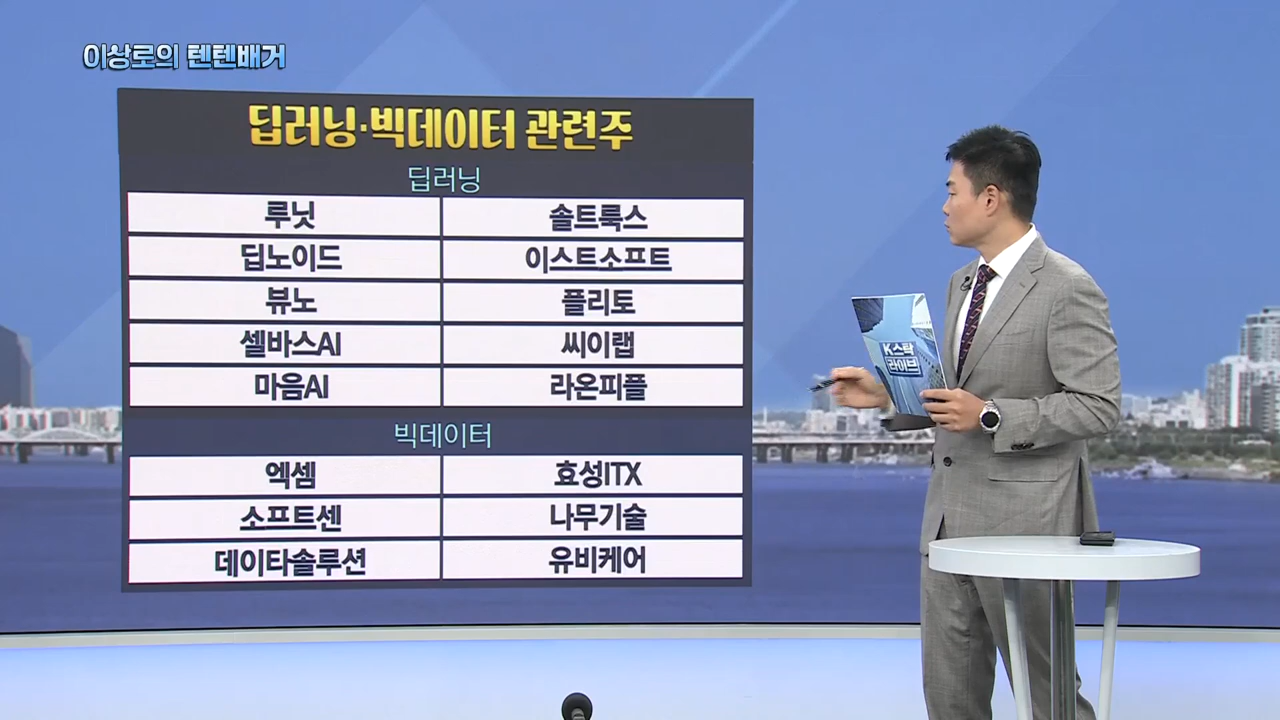 이상로의 텐텐배거
딥러닝·빅데이터 관련주
딥러닝
루닛 솔트룩스
딥노이드 이스트소프트
뷰노 플리토
셀바스AI 씨이랩
마음AI 라온피플
빅데이터
엑셈 효성ITX
소프트센 나무기술
데이타솔루션 유비케어
K스탁
라이브